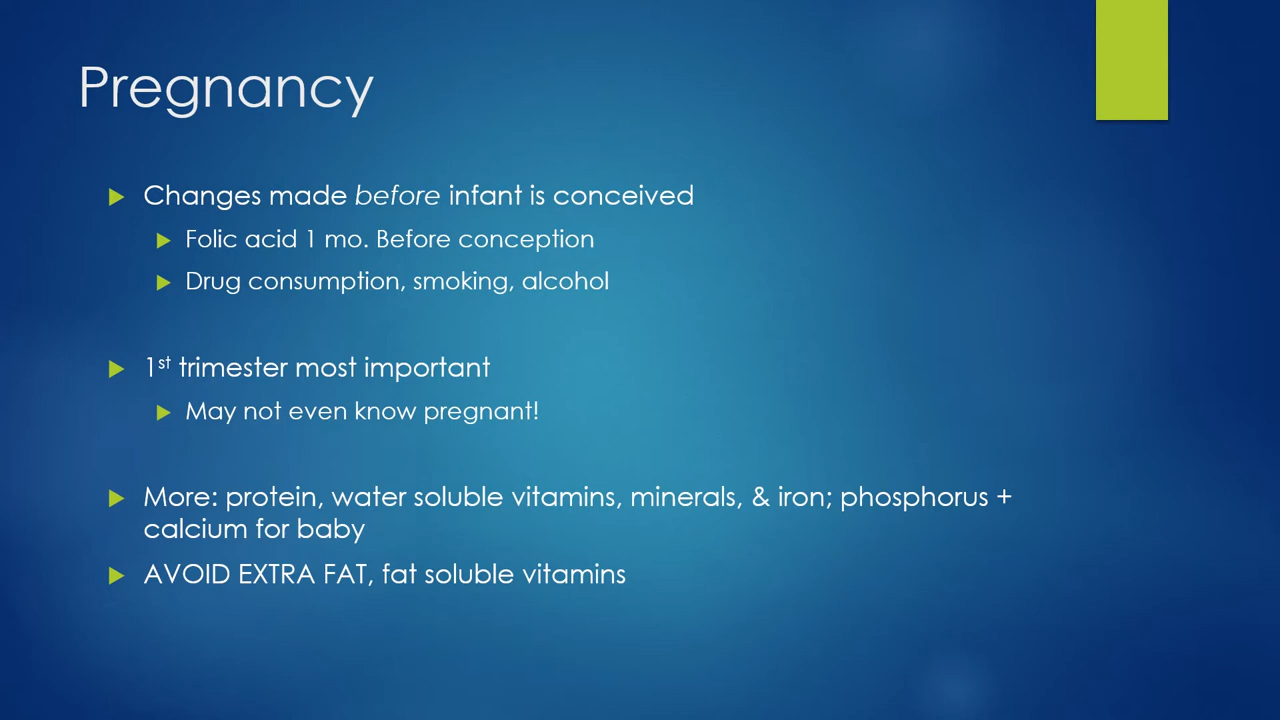 Pregnancy
Changes made before infant is conceived
Folic acid 1 mo. Before conception
Drug consumption, smoking, alcohol
1st trimester most important
May not even know pregnant!
More: protein, water soluble vitamins, minerals, & iron; phosphorus +
calcium for baby
AVOID EXTRA FAT, fat soluble vitamins